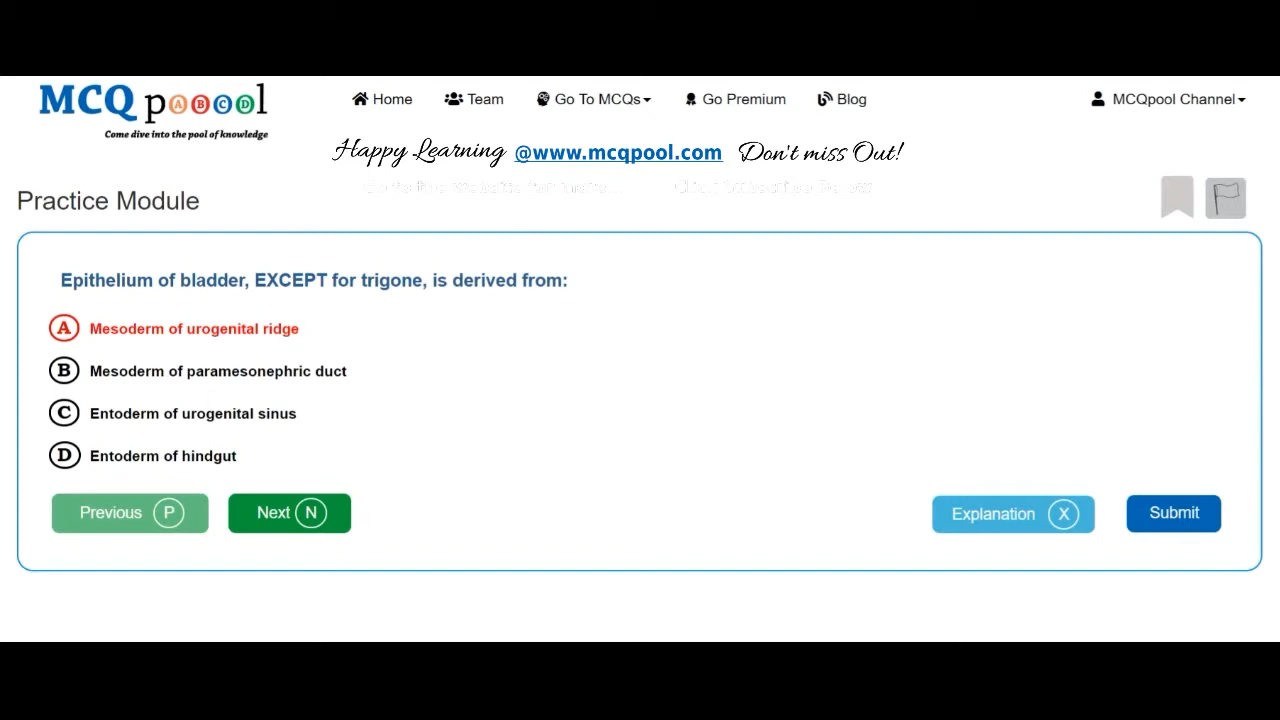 MCQ pABCDl
Come dive into the pool of knowledge
Home Team Go To MCQs Go Premium Blog MCQpool Channel
Happy Learning @www.mcqpool.com Don't miss Out!
Practice Module
Epithelium of bladder, EXCEPT for trigone, is derived from:
A Mesoderm of urogenital ridge
B Mesoderm of paramesonephric duct
C Entoderm of urogenital sinus
D Entoderm of hindgut
Previous P Next N Explanation X Submit